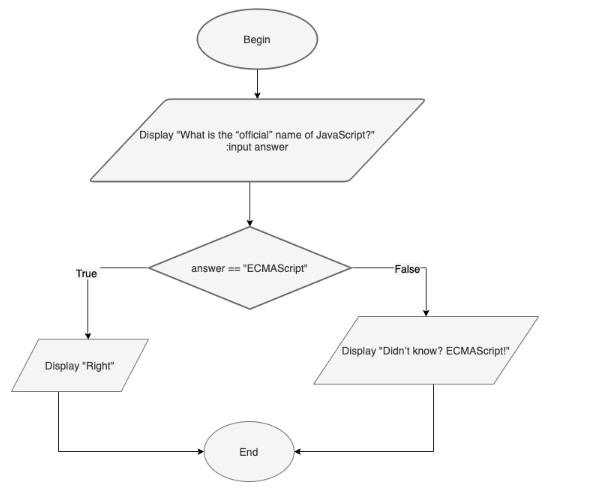 Begin
Display "What is the “official” name of JavaScript?"
:input answer
answer == "ECMAScript"
True
False
Display "Right"
Display "Didn’t know? ECMAScript!"
End